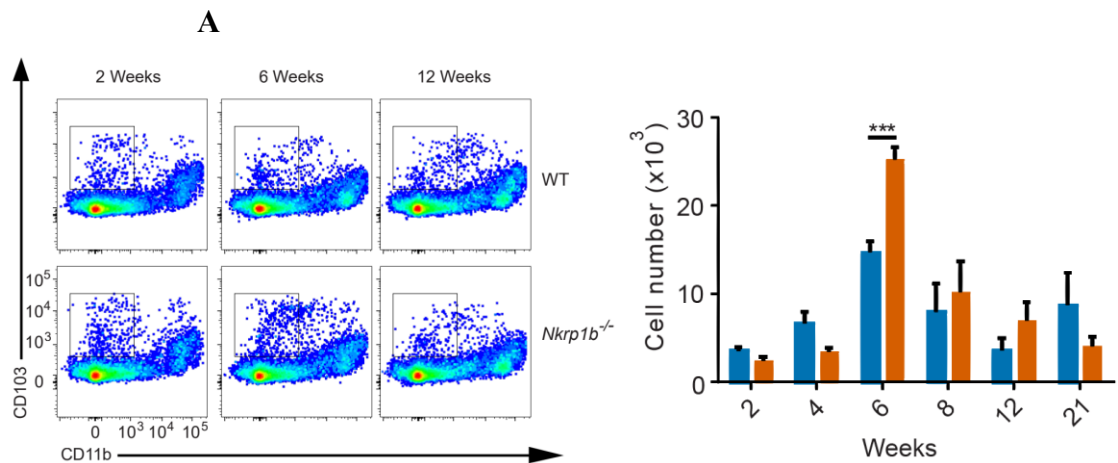 A
2 Weeks 6 Weeks 12 Weeks
WT
Nkrp1b-/-
10⁵
10⁴
10³
0
CD103
0 10³ 10⁴ 10⁵
CD11b
Cell number (x10³)
30
20
10
0
***
2 4 6 8 12 21
Weeks